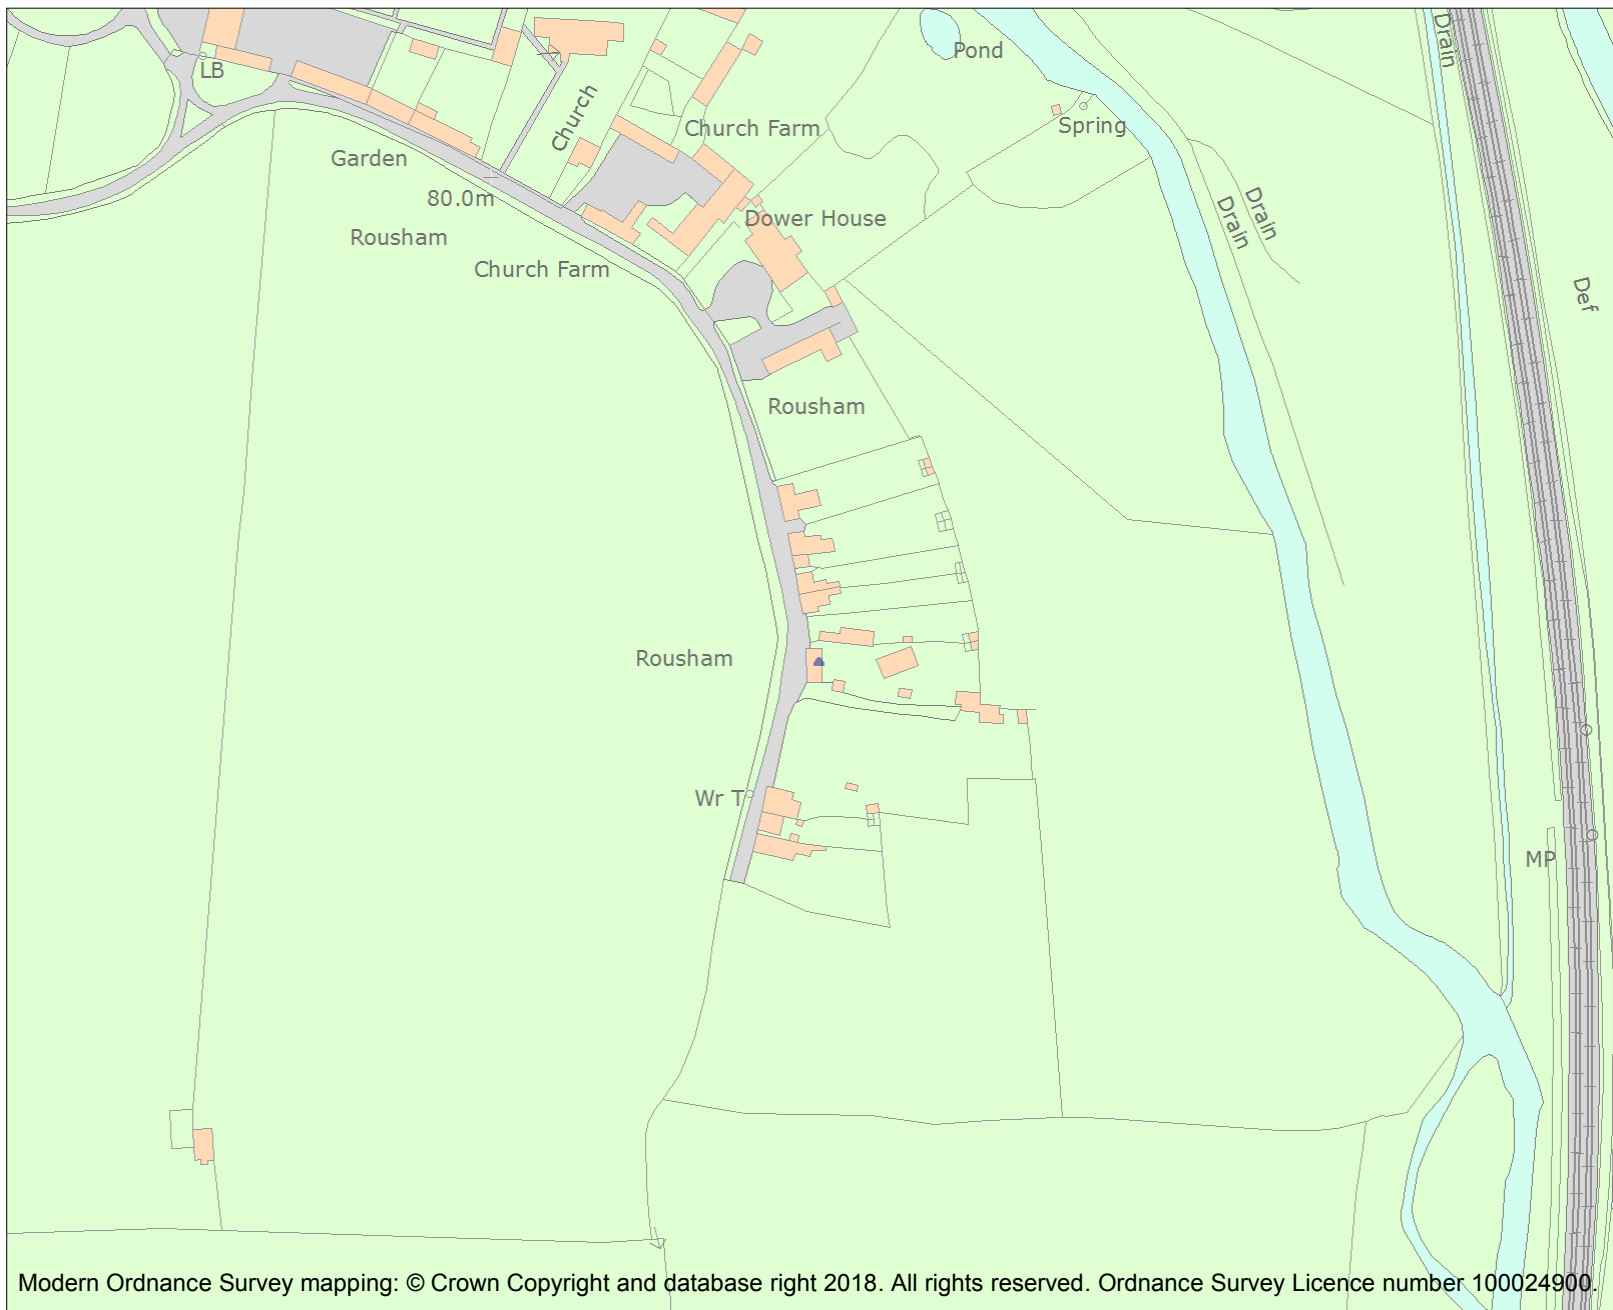 Drain
Pond
LB
Church
Church Farm
Spring
Garden
80.0m
Drain
Drain
Dower House
Rousham
Church Farm
Def
Rousham
Rousham
Wr T
MP
Modern Ordnance Survey mapping: © Crown Copyright and database right 2018. All rights reserved. Ordnance Survey Licence number 100024900.